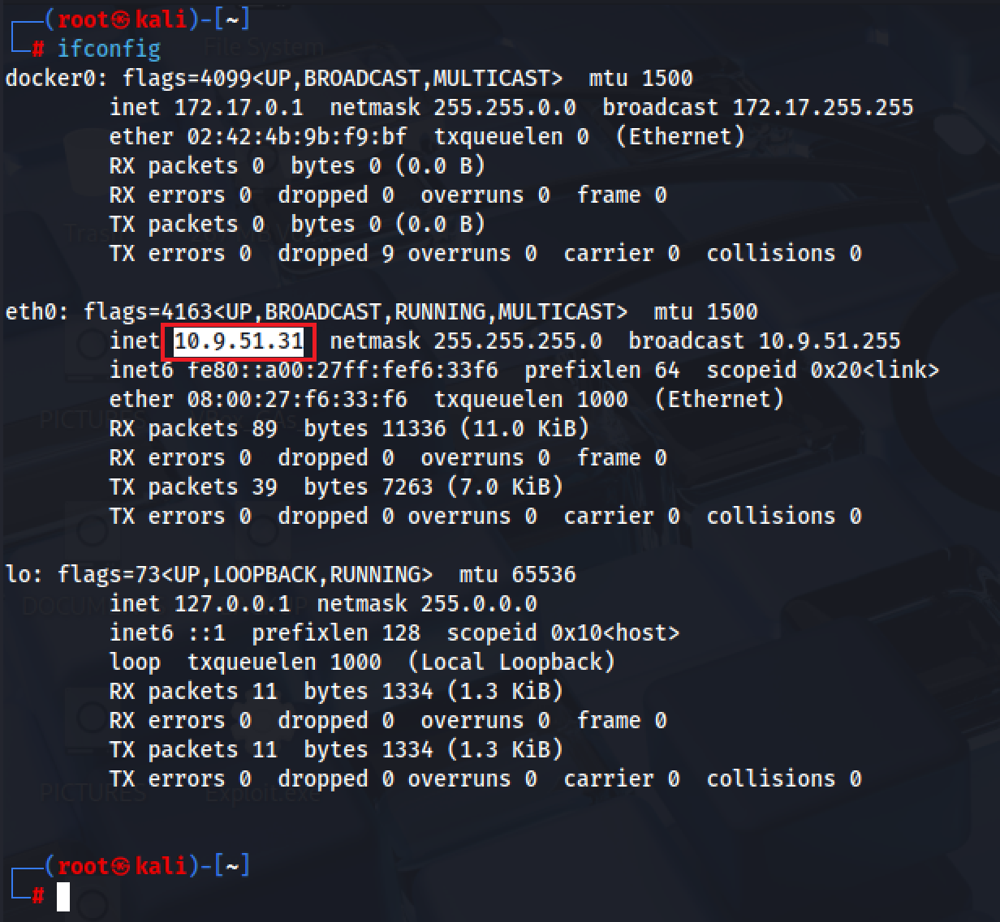 ┌──(root㉿kali)-[~]
└─# ifconfig
File System
docker0: flags=4099<UP,BROADCAST,MULTICAST>  mtu 1500
        inet 172.17.0.1  netmask 255.255.0.0  broadcast 172.17.255.255
        ether 02:42:4b:9b:f9:bf  txqueuelen 0  (Ethernet)
        RX packets 0  bytes 0 (0.0 B)
        RX errors 0  dropped 0  overruns 0  frame 0
        TX packets 0  bytes 0 (0.0 B)
        TX errors 0  dropped 9 overruns 0  carrier 0  collisions 0
eth0: flags=4163<UP,BROADCAST,RUNNING,MULTICAST>  mtu 1500
        inet 10.9.51.31  netmask 255.255.255.0  broadcast 10.9.51.255
        inet6 fe80::a00:27ff:fef6:33f6  prefixlen 64  scopeid 0x20<link>
        ether 08:00:27:f6:33:f6  txqueuelen 1000  (Ethernet)
PICTURES
        RX packets 89  bytes 11336 (11.0 KiB)
        RX errors 0  dropped 0  overruns 0  frame 0
        TX packets 39  bytes 7263 (7.0 KiB)
        TX errors 0  dropped 0 overruns 0  carrier 0  collisions 0
lo: flags=73<UP,LOOPBACK,RUNNING>  mtu 65536
        inet 127.0.0.1  netmask 255.0.0.0
        inet6 ::1  prefixlen 128  scopeid 0x10<host>
        loop  txqueuelen 1000  (Local Loopback)
        RX packets 11  bytes 1334 (1.3 KiB)
        RX errors 0  dropped 0  overruns 0  frame 0
        TX packets 11  bytes 1334 (1.3 KiB)
        TX errors 0  dropped 0 overruns 0  carrier 0  collisions 0
PICTURES
Exploit.exe
┌──(root㉿kali)-[~]
└─#